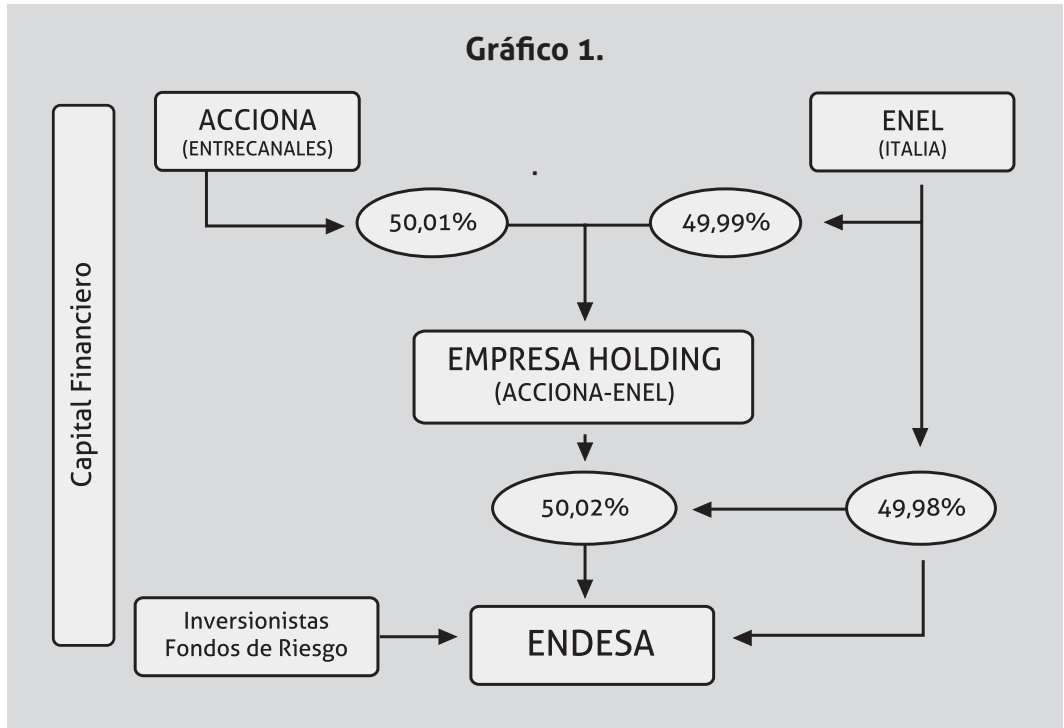 Gráfico 1.
Capital Financiero
ACCIONA
(ENTRECANALES)
ENEL
(ITALIA)
50,01%
49,99%
EMPRESA HOLDING
(ACCIONA-ENEL)
50,02%
49,98%
Inversionistas
Fondos de Riesgo
ENDESA